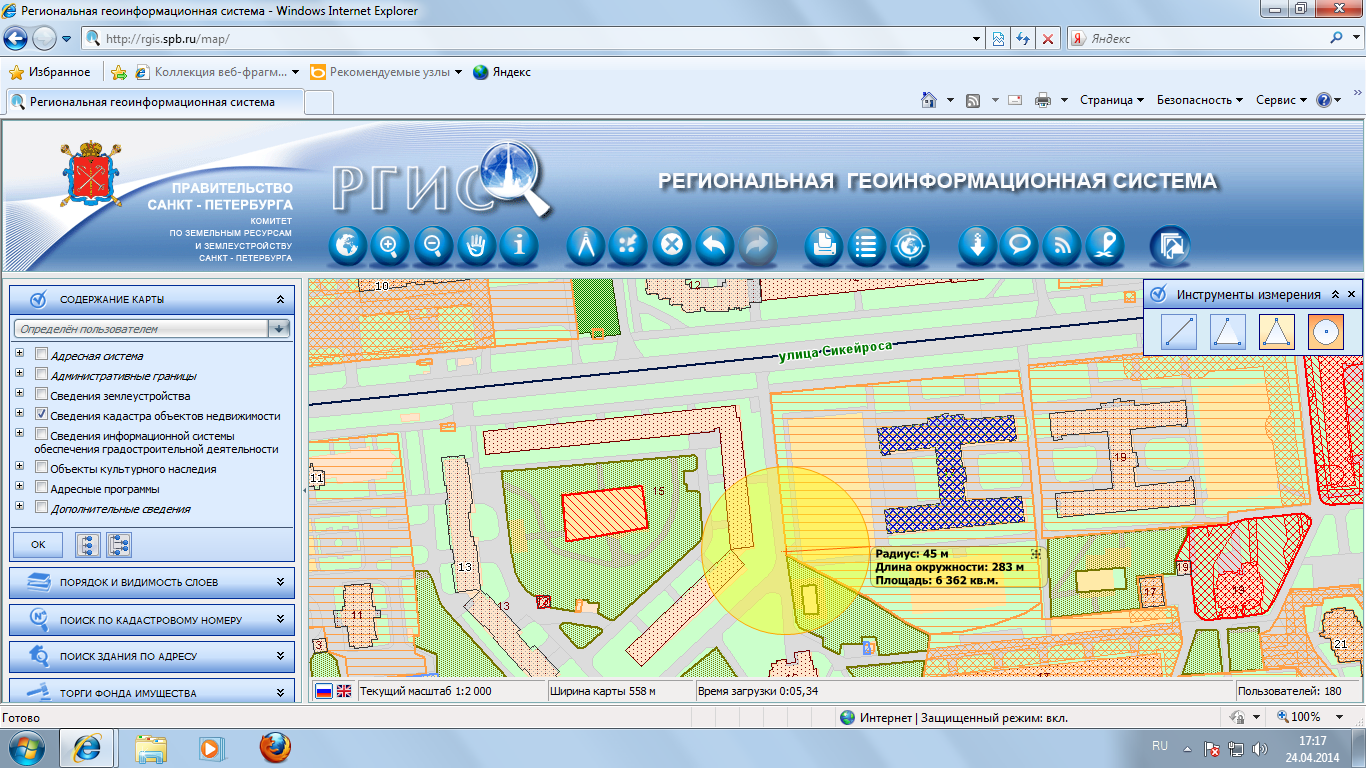 Региональная геоинформационная система - Windows Internet Explorer
http://rgis.spb.ru/map/
Яндекс
Избранное
Коллекция веб-фрагм...
Рекомендуемые узлы
Яндекс
Региональная геоинформационная система
Страница
Безопасность
Сервис
ПРАВИТЕЛЬСТВО
САНКТ - ПЕТЕРБУРГА
КОМИТЕТ
ПО ЗЕМЕЛЬНЫМ РЕСУРСАМ
И ЗЕМЛЕУСТРОЙСТВУ
САНКТ - ПЕТЕРБУРГА
РГИС
РЕГИОНАЛЬНАЯ ГЕОИНФОРМАЦИОННАЯ СИСТЕМА
СОДЕРЖАНИЕ КАРТЫ
Определён пользователем
Адресная система
Административные границы
Сведения землеустройства
Сведения кадастра объектов недвижимости
Сведения информационной системы
обеспечения градостроительной деятельности
Объекты культурного наследия
Адресные программы
Дополнительные сведения
ОК
ПОРЯДОК И ВИДИМОСТЬ СЛОЕВ
ПОИСК ПО КАДАСТРОВОМУ НОМЕРУ
ПОИСК ЗДАНИЯ ПО АДРЕСУ
ТОРГИ ФОНДА ИМУЩЕСТВА
Инструменты измерения
10
12
улица Сикейроса
11
15
19
13
13
11
3
19
17
21
Радиус: 45 м
Длина окружности: 283 м
Площадь: 6 362 кв.м.
Текущий масштаб 1:2 000
Ширина карты 558 м
Время загрузки 0:05,34
Пользователей: 180
Готово
Интернет | Защищенный режим: вкл.
100%
RU
17:17
24.04.2014